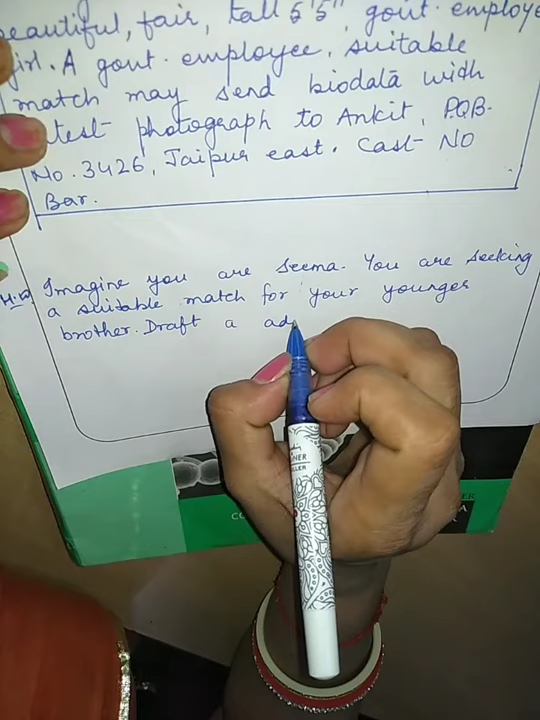 beautiful, fair, tall 5'5" govt. employe
girl. A govt. employee, suitable
match may send biodata with
test photograph to Ankit, P.O.B-
No. 3426, Jaipur east. Cast No
Bar.
H.W Imagine you are Seema. You are seeking
a suitable match for your younger
brother. Draft a ad